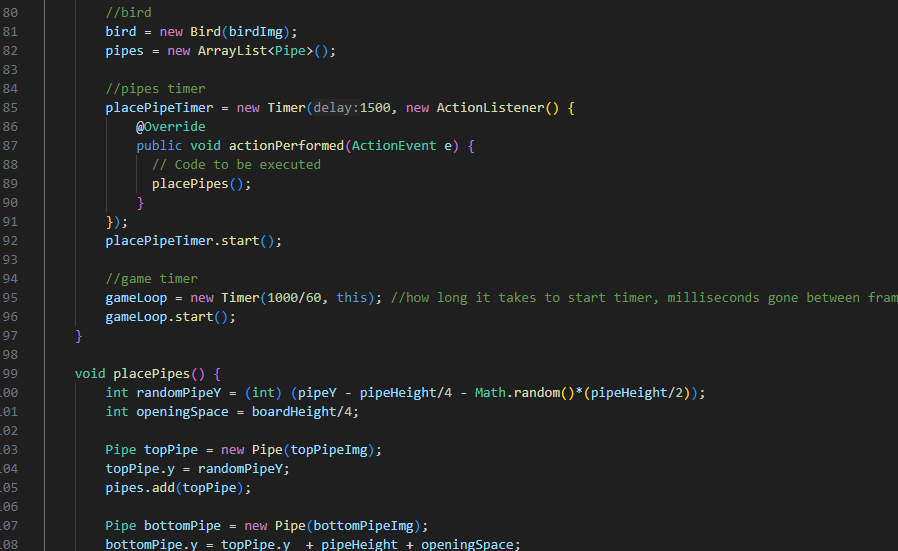 80 //bird
81 bird = new Bird(birdImg);
82 pipes = new ArrayList<Pipe>();
83
84 //pipes timer
85 placePipeTimer = new Timer(delay:1500, new ActionListener() {
86 @Override
87 public void actionPerformed(ActionEvent e) {
88 // Code to be executed
89 placePipes();
90 }
91 });
92 placePipeTimer.start();
93
94 //game timer
95 gameLoop = new Timer(1000/60, this); //how long it takes to start timer, milliseconds gone between fram
96 gameLoop.start();
97 }
98
99 void placePipes() {
00 int randomPipeY = (int) (pipeY - pipeHeight/4 - Math.random()*(pipeHeight/2));
01 int openingSpace = boardHeight/4;
02
03 Pipe topPipe = new Pipe(topPipeImg);
04 topPipe.y = randomPipeY;
05 pipes.add(topPipe);
06
07 Pipe bottomPipe = new Pipe(bottomPipeImg);
08 bottomPipe.y = topPipe.y + pipeHeight + openingSpace;